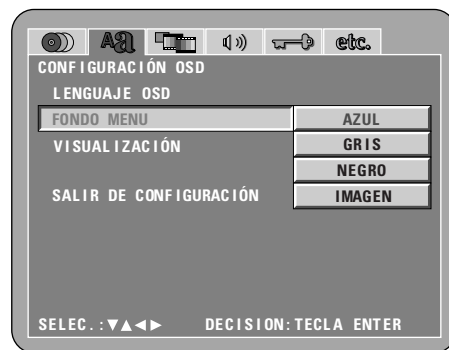 Aa etc.
CONFIGURACIÓN OSD
LENGUAJE OSD
FONDO MENU AZUL
VISUALIZACIÓN GRIS
NEGRO
SALIR DE CONFIGURACIÓN IMAGEN
SELEC.:▼▲◀▶ DECISION:TECLA ENTER